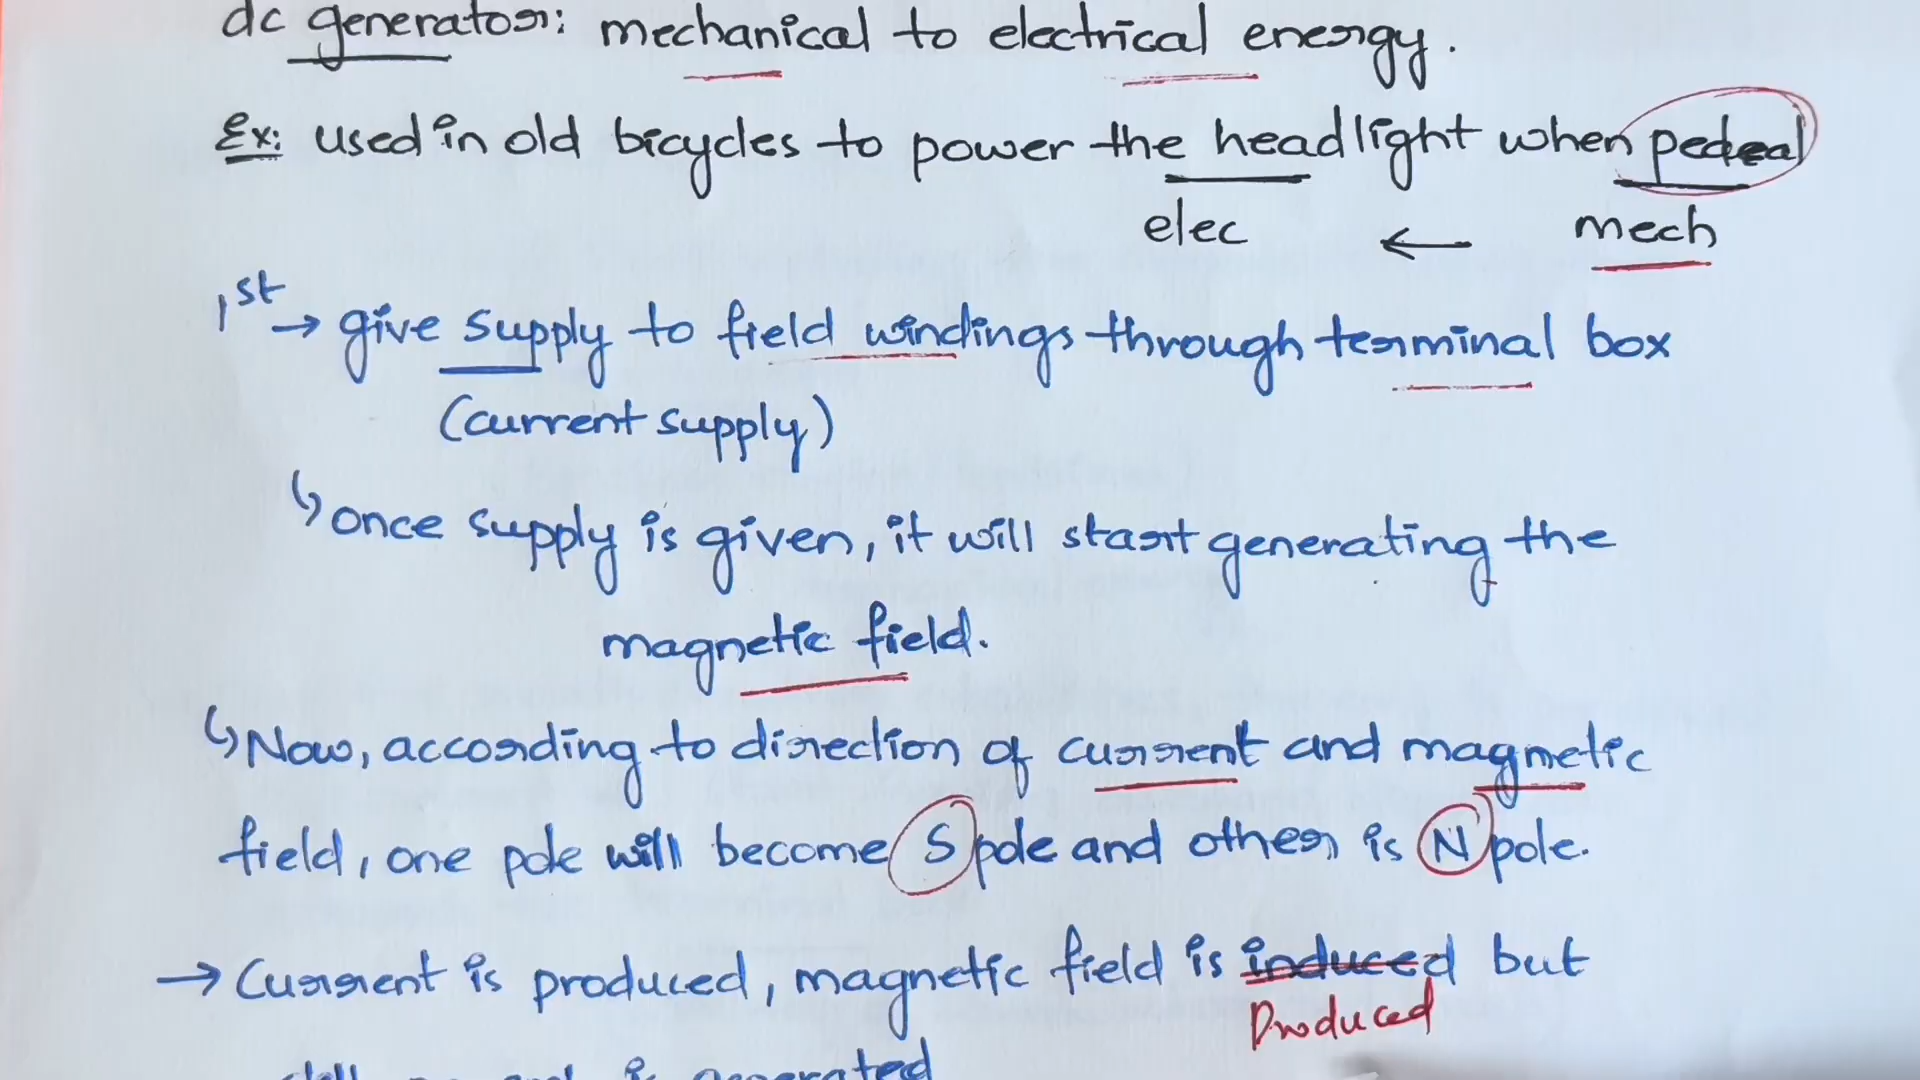 dc generator: mechanical to electrical energy.
Ex: used in old bicycles to power the headlight when pedal
elec ← mech
1st → give supply to field windings through terminal box
(current supply)
↳ once supply is given, it will start generating the
magnetic field.
↳ Now, according to direction of current and magnetic
field, one pole will become S pole and other is N pole.
→ Current is produced, magnetic field is induced but
Produced
is generated